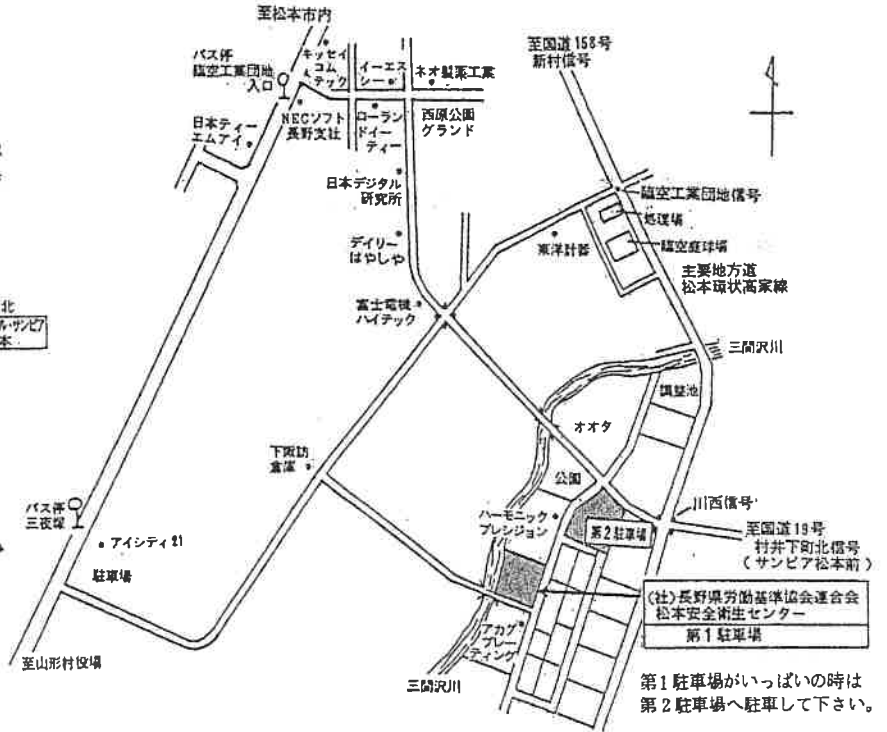 至松本市内
バス停
臨空工業団地
入口
キッセイ
コム
テック
イーエス
シー
ネオ製薬工業
至国道158号
新村信号
日本ティー
エムアイ
NECソフト
長野支社
ローラン
ドイー
ティー
西原公園
グランド
日本デジタル
研究所
臨空工業団地信号
処理場
東洋計器
臨空庭球場
デイリー
はやしや
主要地方道
松本環状高家線
北
富士電機
ハイテック
三間沢川
調整池
オオタ
下諏訪
倉庫
公園
バス停
三夜塚
アイシティ21
駐車場
ハーモニック
プレシジョン
第2駐車場
川西信号
至国道19号
村井下町北信号
(サンピア松本前)
(社)長野県労働基準協会連合会
松本安全衛生センター
第1駐車場
アカグ
プレー
ティング
至山形村役場
三間沢川
第1駐車場がいっぱいの時は
第2駐車場へ駐車して下さい。